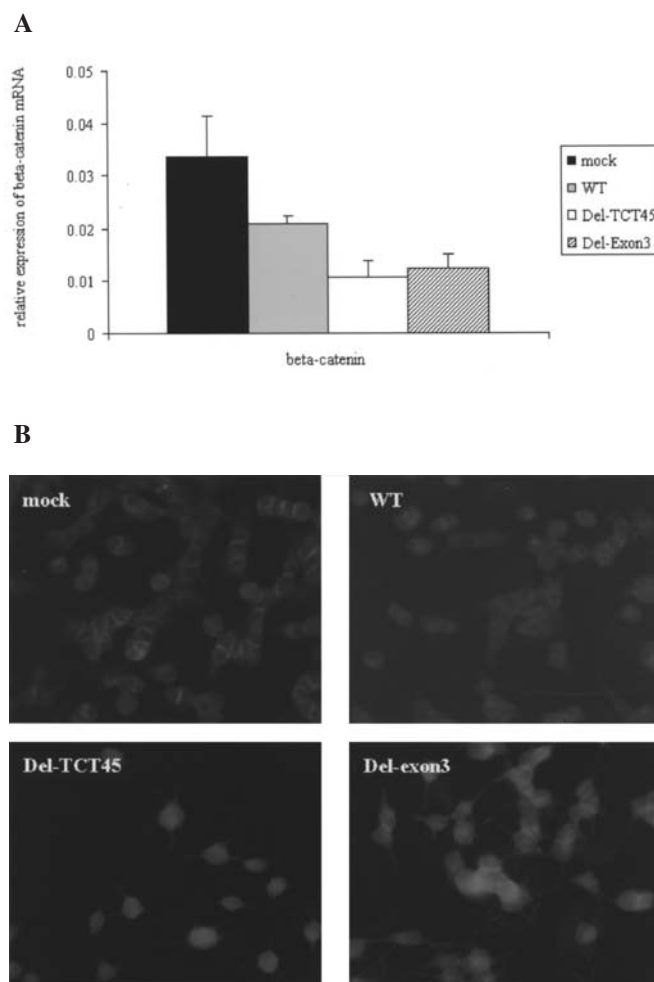 A
relative expression of beta-catenin mRNA
0.05
0.04
0.03
0.02
0.01
0
beta-catenin
mock
WT
Del-TCT45
Del-Exon3
B
mock
WT
Del-TCT45
Del-exon3